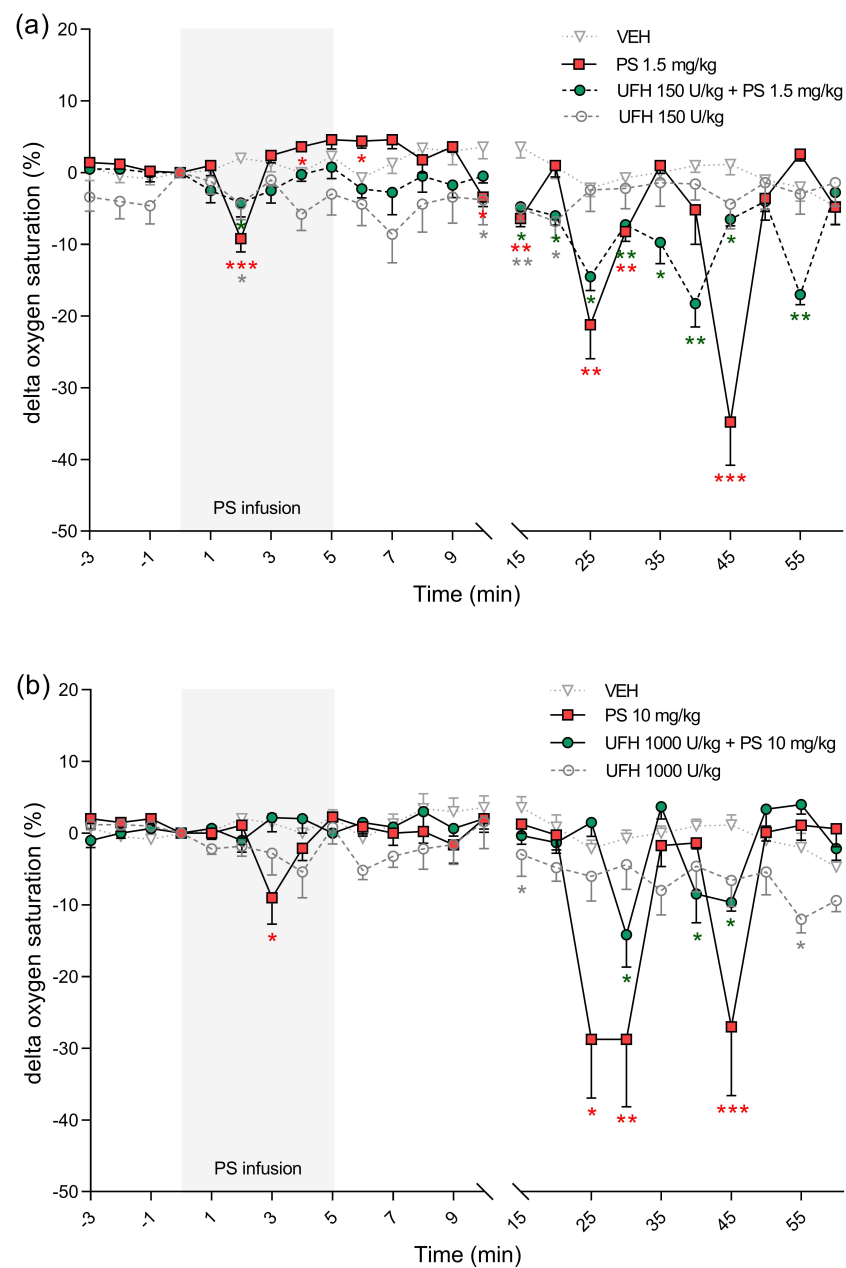 (a)
VEH
PS 1.5 mg/kg
UFH 150 U/kg + PS 1.5 mg/kg
UFH 150 U/kg
delta oxygen saturation (%)
20
10
0
-10
-20
-30
-40
-50
* * *
*** * * ** * ** * *
* ** * * ** * ** **
** ***
PS infusion
-3 -1 1 3 5 7 9 15 25 35 45 55
Time (min)
(b)
VEH
PS 10 mg/kg
UFH 1000 U/kg + PS 10 mg/kg
UFH 1000 U/kg
delta oxygen saturation (%)
20
10
0
-10
-20
-30
-40
-50
* * * * * *
* ** ***
PS infusion
-3 -1 1 3 5 7 9 15 25 35 45 55
Time (min)